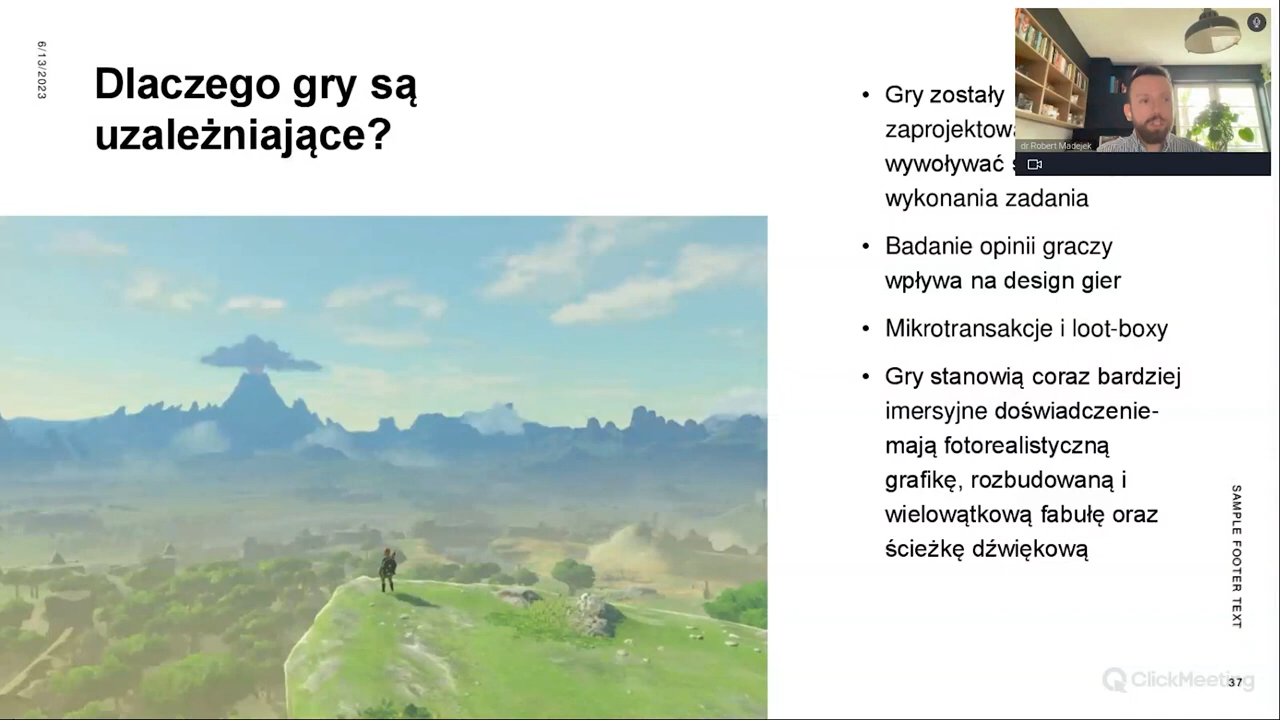 6/13/2023
Dlaczego gry są
uzależniające?
• Gry zostały
wywoływać
wykonania zadania
• Badanie opinii graczy
wpływa na design gier
• Mikrotransakcje i loot-boxy
• Gry stanowią coraz bardziej
imersyjne doświadczenie-
mają fotorealistyczną
grafikę, rozbudowaną i
wielowątkową fabułę oraz
ścieżkę dźwiękową
dr Robert Madejek
SAMPLE FOOTER TEXT
ClickMeeting
37